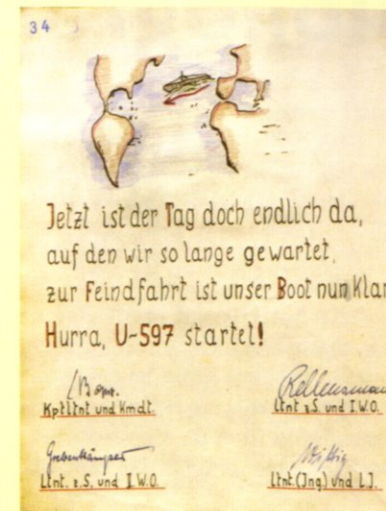 34
Jetzt ist der Tag doch endlich da,
auf den wir so lange gewartet,
zur Feindfahrt ist unser Boot nun klar
Hurra, U-597 startet!
Kptltnt und Kmdt.
Ltnt z.S. und I.W.O.
Ltnt. z.S. und I.W.O.
Ltnt.(Ing) und L.I.